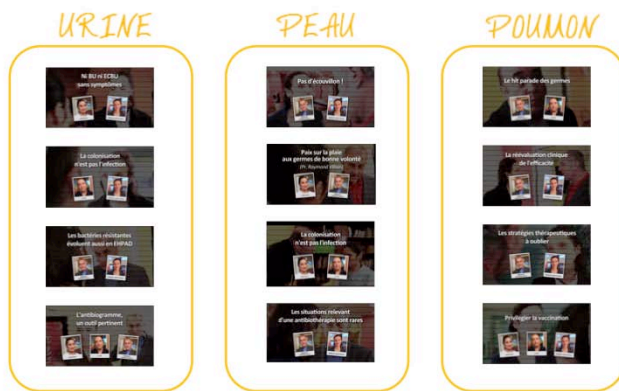 URINE
Ni BU ni ECBU
sans symptômes
La colonisation
n'est pas l'infection
Les bactéries résistantes
évoluent aussi en EHPAD
L'antibiogramme,
un outil pertinent
PEAU
Pas d'écouvillon !
Paix sur la plaie
aux germes de bonne volonté
(Pr. Raymond Vilain)
La colonisation
n'est pas l'infection
Les situations relevant
d'une antibiothérapie sont rares
POUMON
Le hit parade des germes
La réévaluation clinique
de l'efficacité
Les stratégies thérapeutiques
à oublier
Privilégier la vaccination